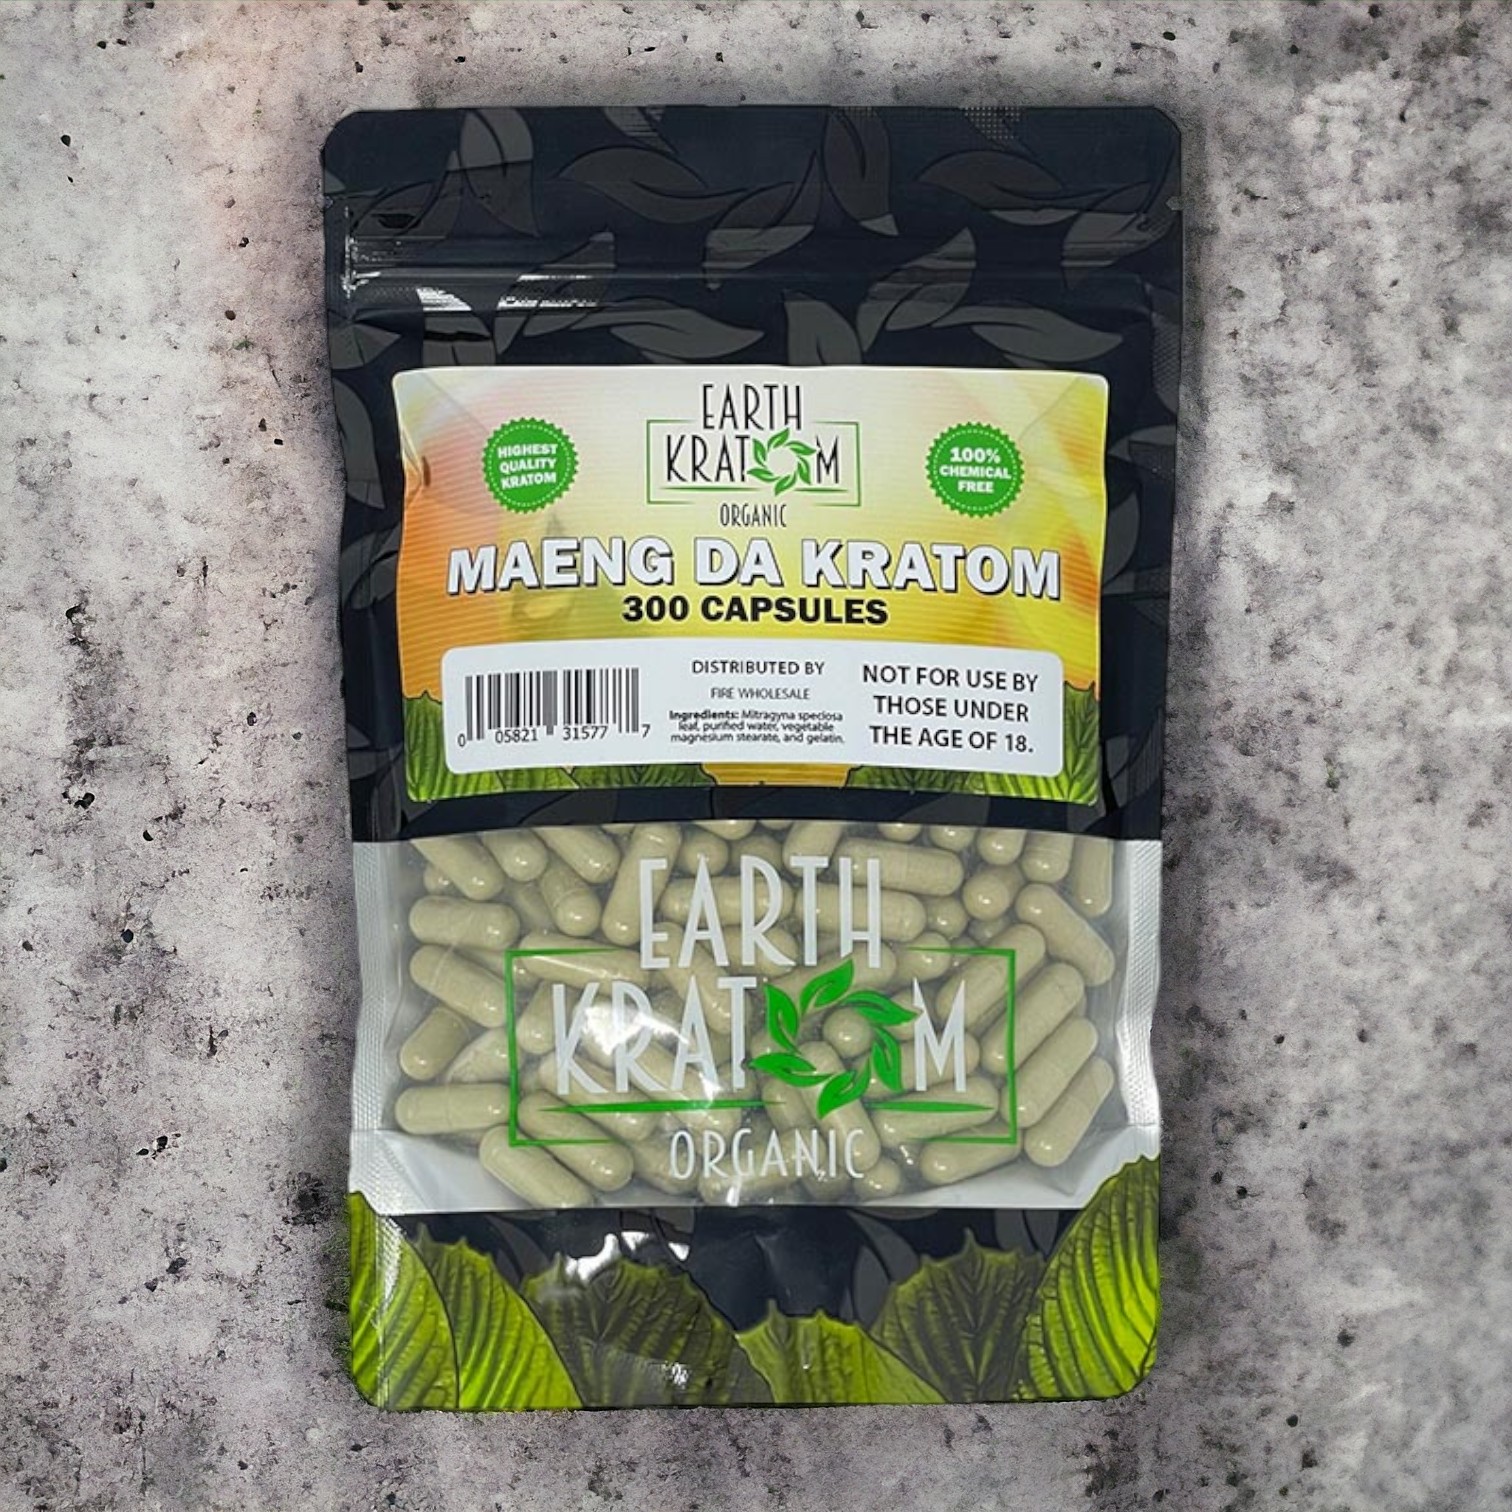 EARTH
KRATOM
ORGANIC
HIGHEST
QUALITY
KRATOM
100%
CHEMICAL
FREE
MAENG DA KRATOM
300 CAPSULES
0 05821 31577 7
DISTRIBUTED BY
FIRE WHOLESALE
Ingredients: Mitragyna speciosa
leaf, purified water, vegetable
magnesium stearate, and gelatin.
NOT FOR USE BY
THOSE UNDER
THE AGE OF 18.
EARTH
KRATOM
ORGANIC